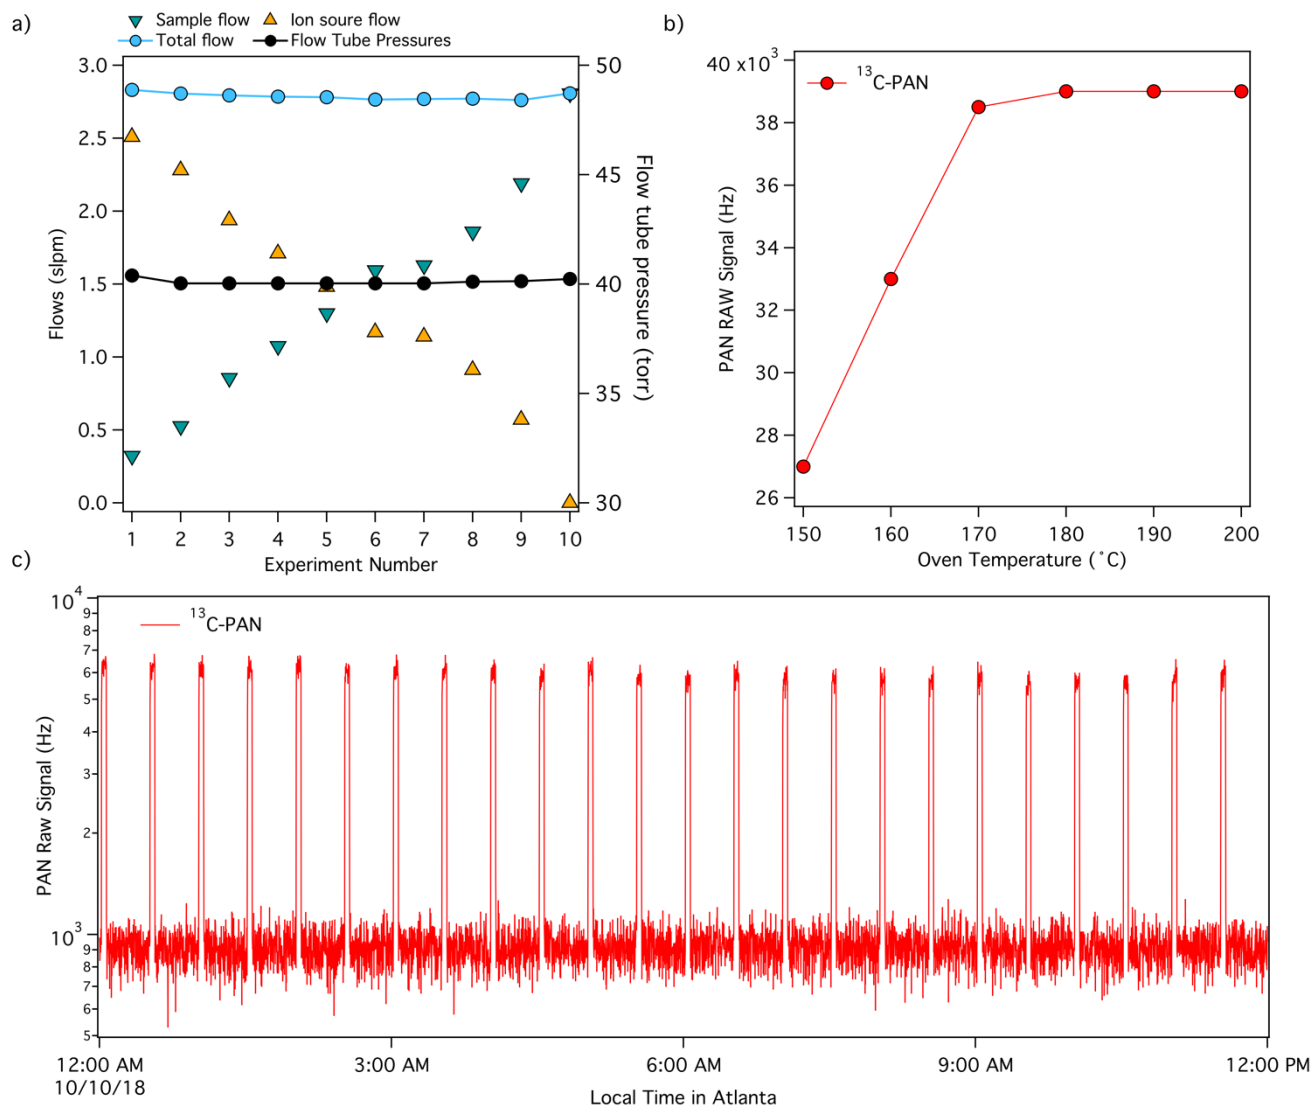 a)
Sample flow
Ion soure flow
Total flow
Flow Tube Pressures
3.0
2.5
2.0
1.5
1.0
0.5
0.0
Flows (slpm)
50
45
40
35
30
Flow tube pressure (torr)
1 2 3 4 5 6 7 8 9 10
Experiment Number
b)
40 x10³
38
36
34
33
32
30
28
26
PAN RAW Signal (Hz)
¹³C-PAN
150 160 170 180 190 200
Oven Temperature (˚C)
c)
10⁴
9
8
7
6
5
4
3
2
10³
9
8
7
6
5
PAN Raw Signal (Hz)
¹³C-PAN
12:00 AM 3:00 AM 6:00 AM 9:00 AM 12:00 PM
10/10/18
Local Time in Atlanta